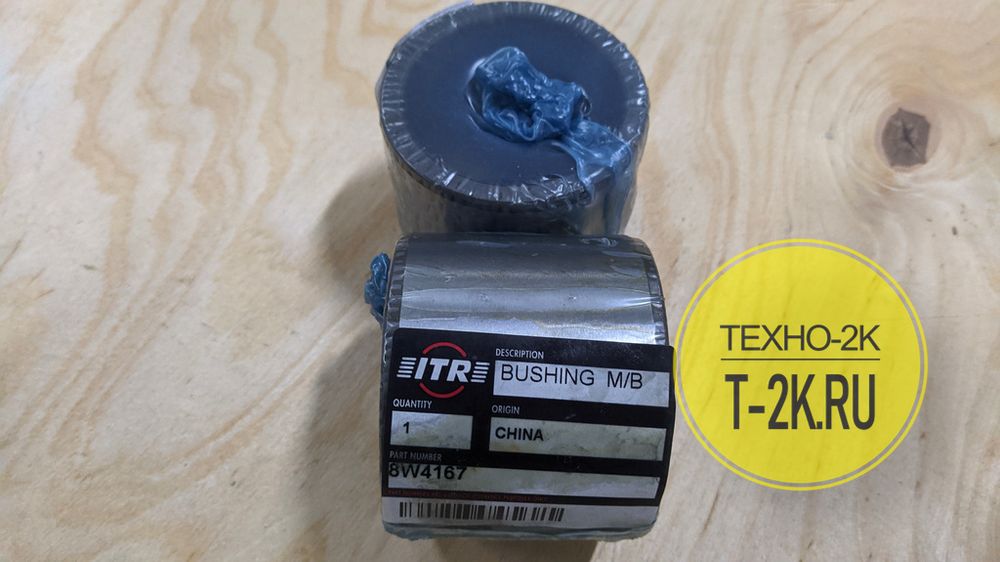 ITR
DESCRIPTION
BUSHING M/B
QUANTITY
1
ORIGIN
CHINA
PART NUMBER
8W4167
ТЕХНО-2К
T-2K.RU